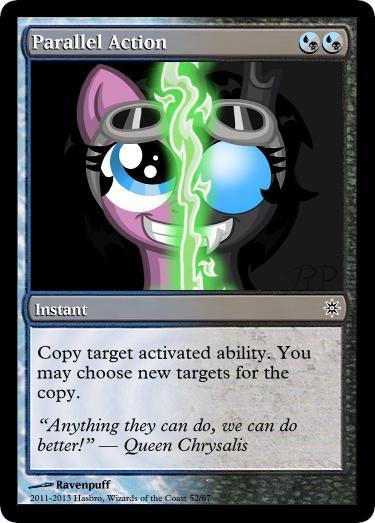 Parallel Action
RP
Instant
Copy target activated ability. You
may choose new targets for the
copy.
“Anything they can do, we can do
better!” — Queen Chrysalis
Ravenpuff
2011-2013 Hasbro, Wizards of the Coast 52/67